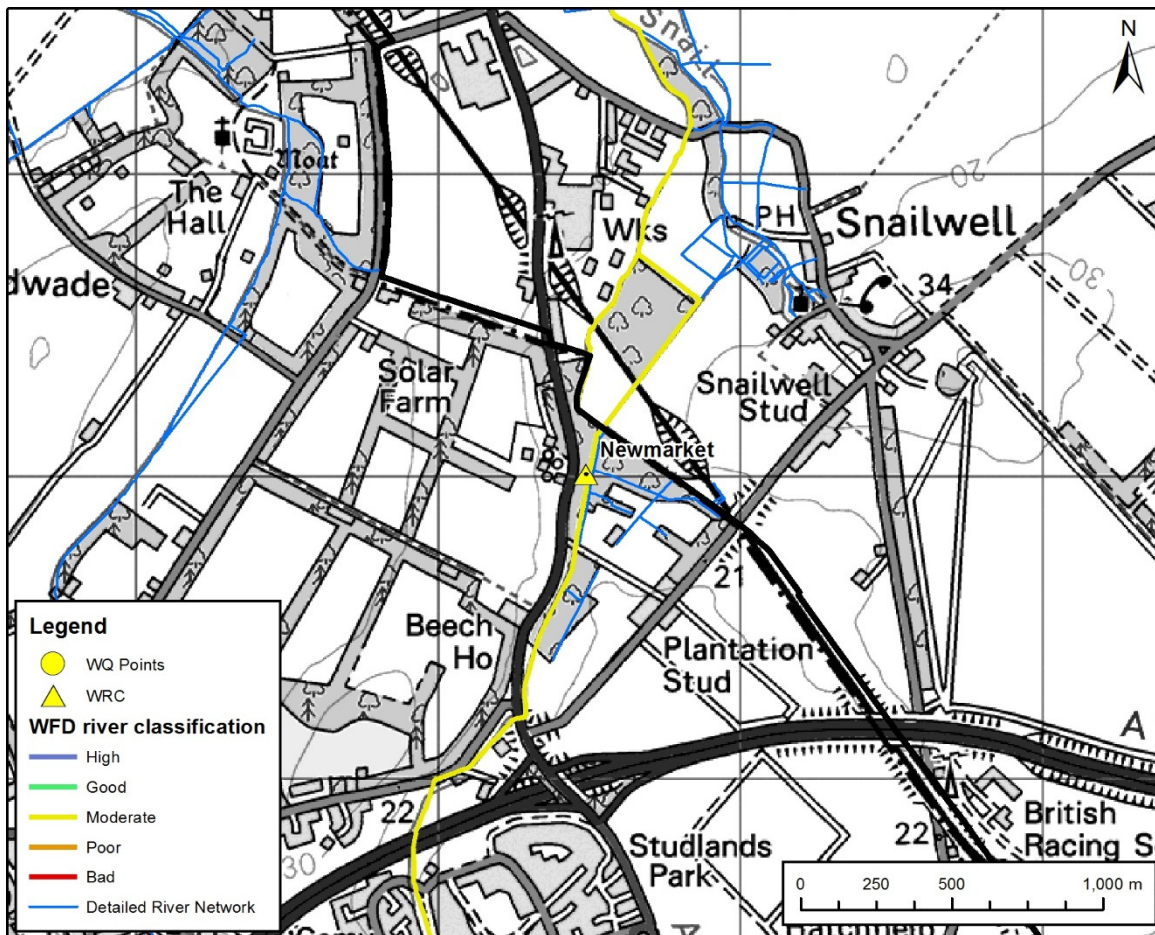 Snail
N
Moat
The
Hall
dwade
Wks
PH
Snailwell
20
30
34
Solar
Farm
Snailwell
Stud
Newmarket
21
Beech
Ho
Plantation
Stud
A
22
30
Studlands
Park
22
British
Racing S
A
Legend
WQ Points
WRC
WFD river classification
High
Good
Moderate
Poor
Bad
Detailed River Network
0 250 500 1,000 m